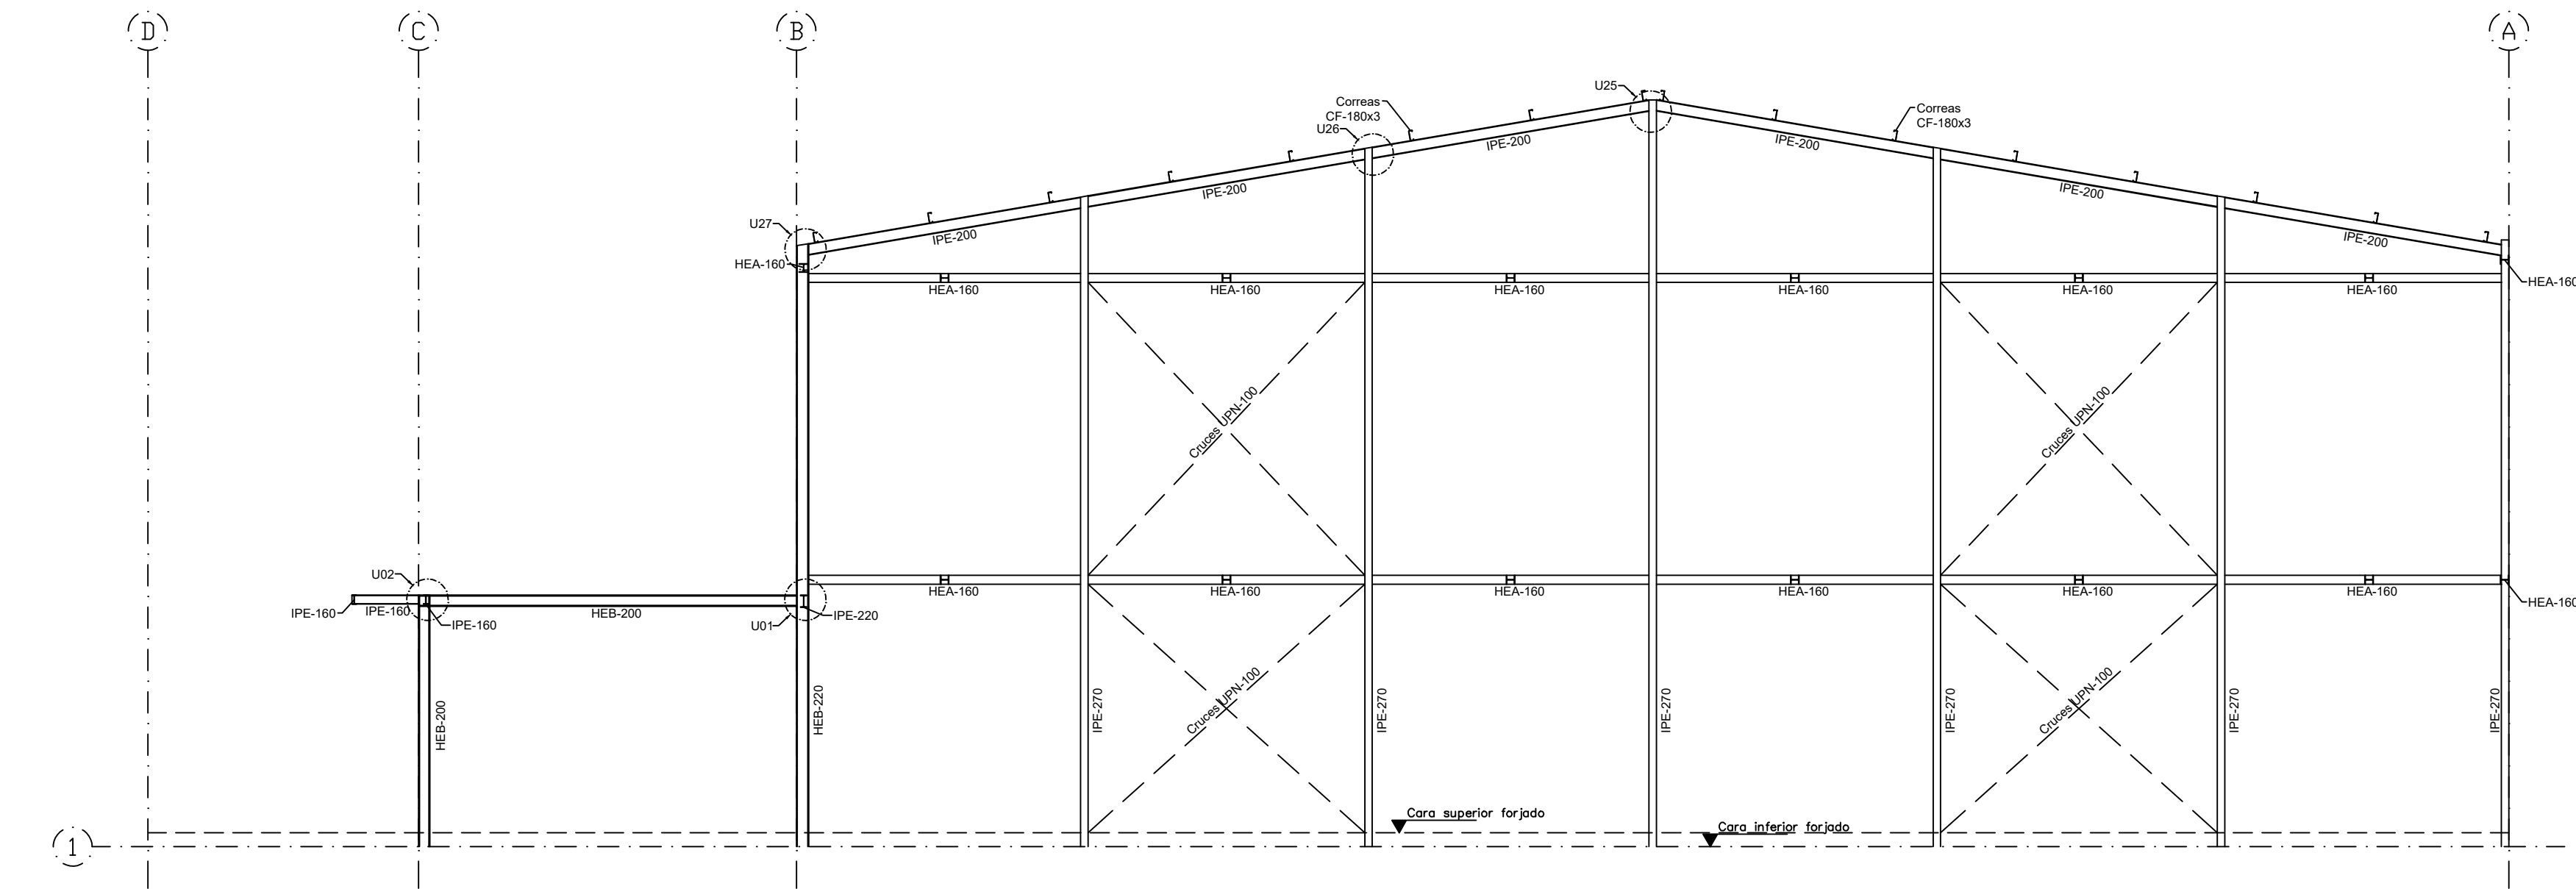 D
C
B
A
U25
Correas
CF-180x3
U26
Correas
CF-180x3
IPE-200
IPE-200
IPE-200
IPE-200
U27
IPE-200
IPE-200
HEA-160
HEA-160
HEA-160
HEA-160
HEA-160
HEA-160
HEA-160
HEA-160
Cruces UPN-100
Cruces UPN-100
U02
HEA-160
HEA-160
HEA-160
HEA-160
HEA-160
HEA-160
HEA-160
IPE-160
IPE-160
IPE-160
HEB-200
U01
IPE-220
HEB-200
HEB-220
IPE-270
Cruces UPN-100
IPE-270
IPE-270
IPE-270
Cruces UPN-100
IPE-270
IPE-270
Cara superior forjado
Cara inferior forjado
1